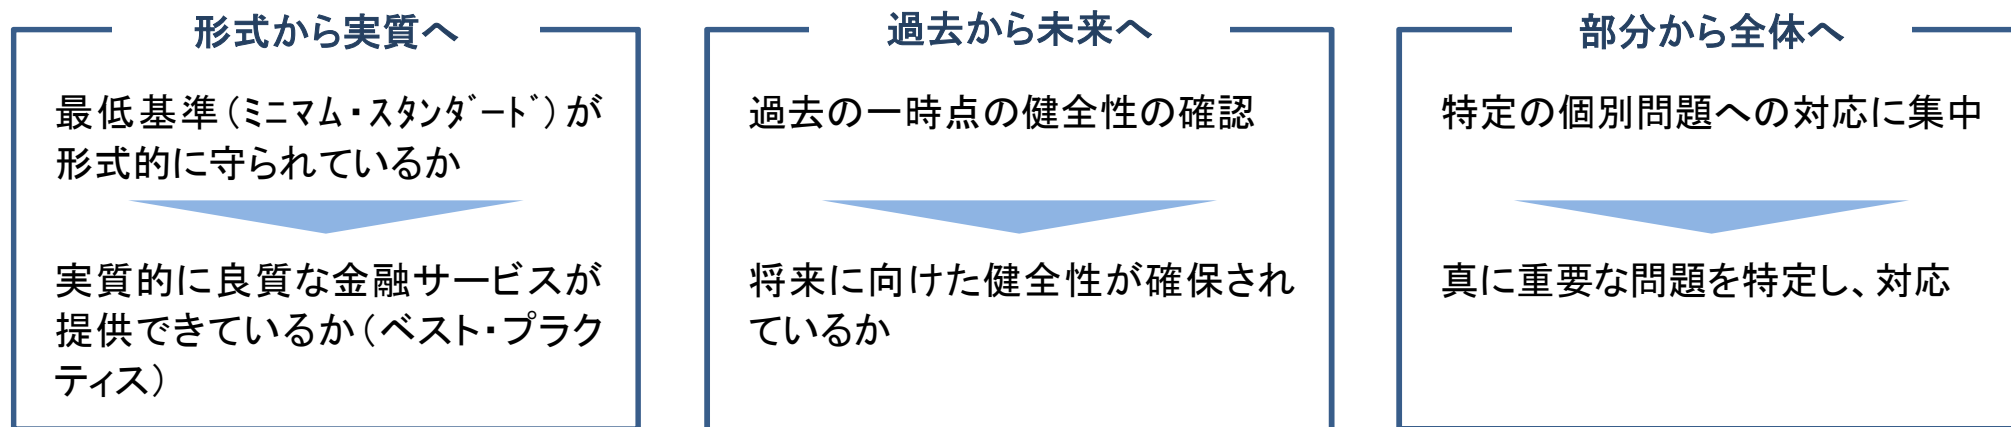 形式から実質へ
最低基準(ﾐﾆﾏﾑ・ｽﾀﾝﾀﾞｰﾄﾞ)が
形式的に守られているか
実質的に良質な金融サービスが
提供できているか(ベスト・プラク
ティス)
過去から未来へ
過去の一時点の健全性の確認
将来に向けた健全性が確保され
ているか
部分から全体へ
特定の個別問題への対応に集中
真に重要な問題を特定し、対応